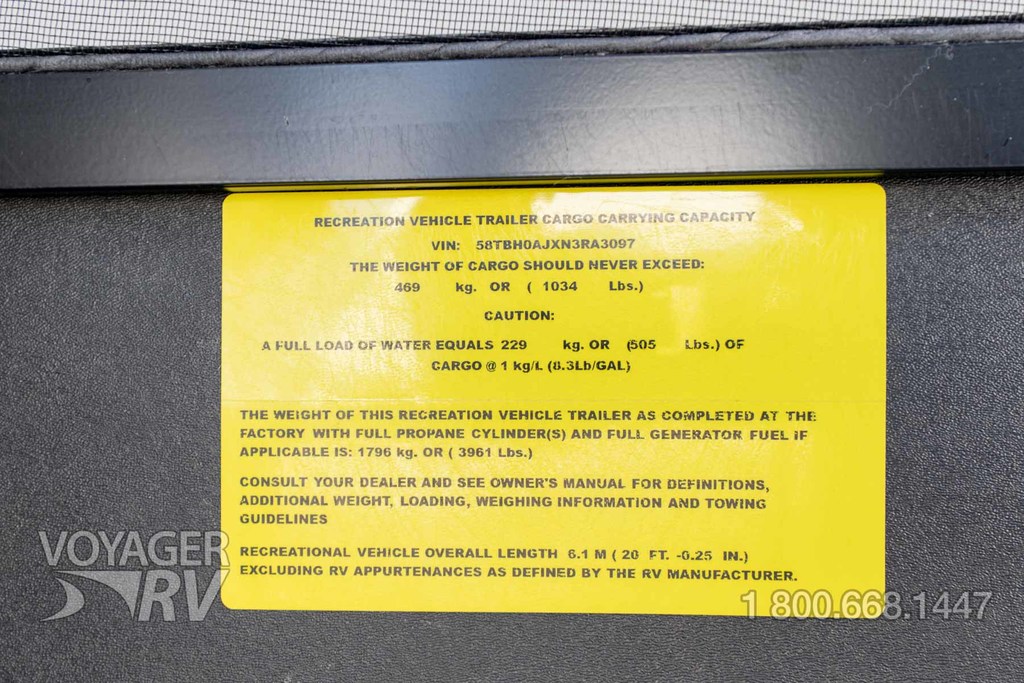 RECREATION VEHICLE TRAILER CARGO CARRYING CAPACITY
VIN: 58TBH0AJXN3RA3097
THE WEIGHT OF CARGO SHOULD NEVER EXCEED:
469 kg. OR ( 1034 Lbs.)
CAUTION:
A FULL LOAD OF WATER EQUALS 229 kg. OR (505 Lbs.) OF
CARGO @ 1 kg/L (8.3Lb/GAL)
THE WEIGHT OF THIS RECREATION VEHICLE TRAILER AS COMPLETED AT THE
FACTORY WITH FULL PROPANE CYLINDER(S) AND FULL GENERATOR FUEL IF
APPLICABLE IS: 1796 kg. OR ( 3961 Lbs.)
CONSULT YOUR DEALER AND SEE OWNER'S MANUAL FOR DEFINITIONS,
ADDITIONAL WEIGHT, LOADING, WEIGHING INFORMATION AND TOWING
GUIDELINES
RECREATIONAL VEHICLE OVERALL LENGTH 6.1 M ( 20 FT. -0.25 IN.)
EXCLUDING RV APPURTENANCES AS DEFINED BY THE RV MANUFACTURER.
VOYAGER
RV
1 800.668.1447